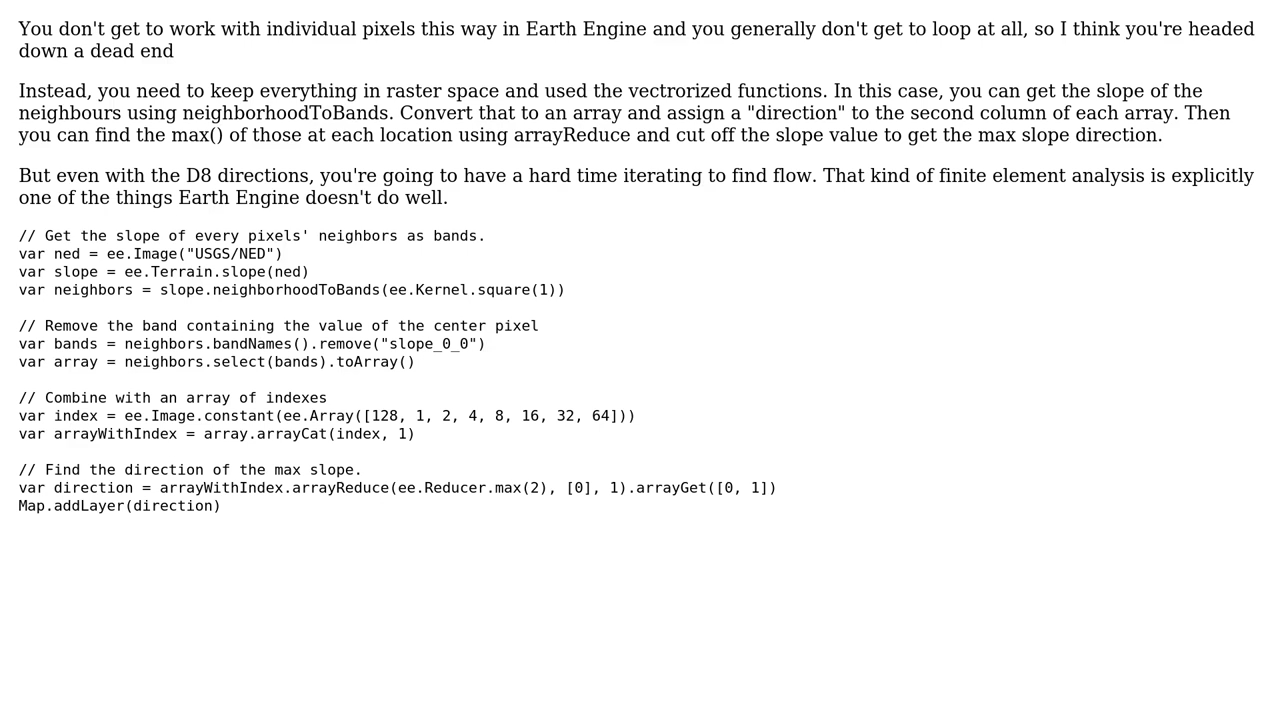 You don't get to work with individual pixels this way in Earth Engine and you generally don't get to loop at all, so I think you're headed
down a dead end
Instead, you need to keep everything in raster space and used the vectrorized functions. In this case, you can get the slope of the
neighbours using neighborhoodToBands. Convert that to an array and assign a "direction" to the second column of each array. Then
you can find the max() of those at each location using arrayReduce and cut off the slope value to get the max slope direction.
But even with the D8 directions, you're going to have a hard time iterating to find flow. That kind of finite element analysis is explicitly
one of the things Earth Engine doesn't do well.
// Get the slope of every pixels' neighbors as bands.
var ned = ee.Image("USGS/NED")
var slope = ee.Terrain.slope(ned)
var neighbors = slope.neighborhoodToBands(ee.Kernel.square(1))
// Remove the band containing the value of the center pixel
var bands = neighbors.bandNames().remove("slope_0_0")
var array = neighbors.select(bands).toArray()
// Combine with an array of indexes
var index = ee.Image.constant(ee.Array([128, 1, 2, 4, 8, 16, 32, 64]))
var arrayWithIndex = array.arrayCat(index, 1)
// Find the direction of the max slope.
var direction = arrayWithIndex.arrayReduce(ee.Reducer.max(2), [0], 1).arrayGet([0, 1])
Map.addLayer(direction)